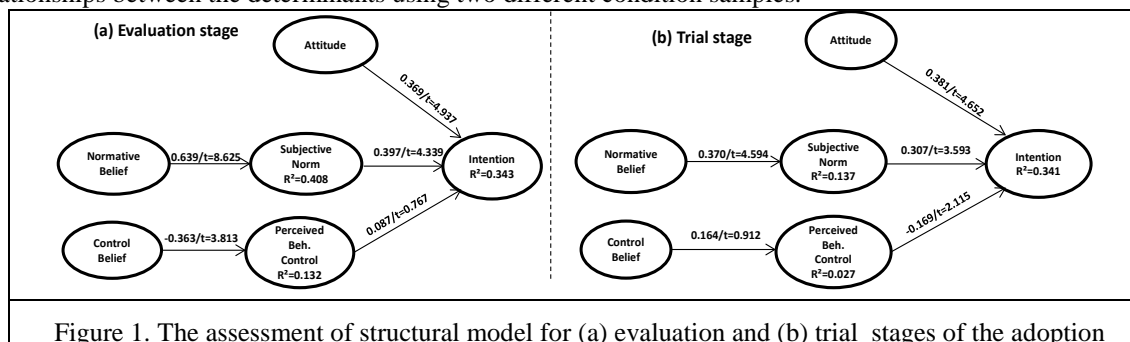 ationships between the determinants using two different condition samples.
(a) Evaluation stage
Attitude
0.369/t=4.937
Normative
Belief
0.639/t=8.625
Subjective
Norm
R²=0.408
0.397/t=4.339
Intention
R²=0.343
0.087/t=0.767
Control
Belief
-0.363/t=3.813
Perceived
Beh.
Control
R²=0.132
(b) Trial stage
Attitude
0.381/t=4.652
Normative
Belief
0.370/t=4.594
Subjective
Norm
R²=0.137
0.307/t=3.593
Intention
R²=0.341
-0.169/t=2.115
Control
Belief
0.164/t=0.912
Perceived
Beh.
Control
R²=0.027
Figure 1. The assessment of structural model for (a) evaluation and (b) trial stages of the adoption